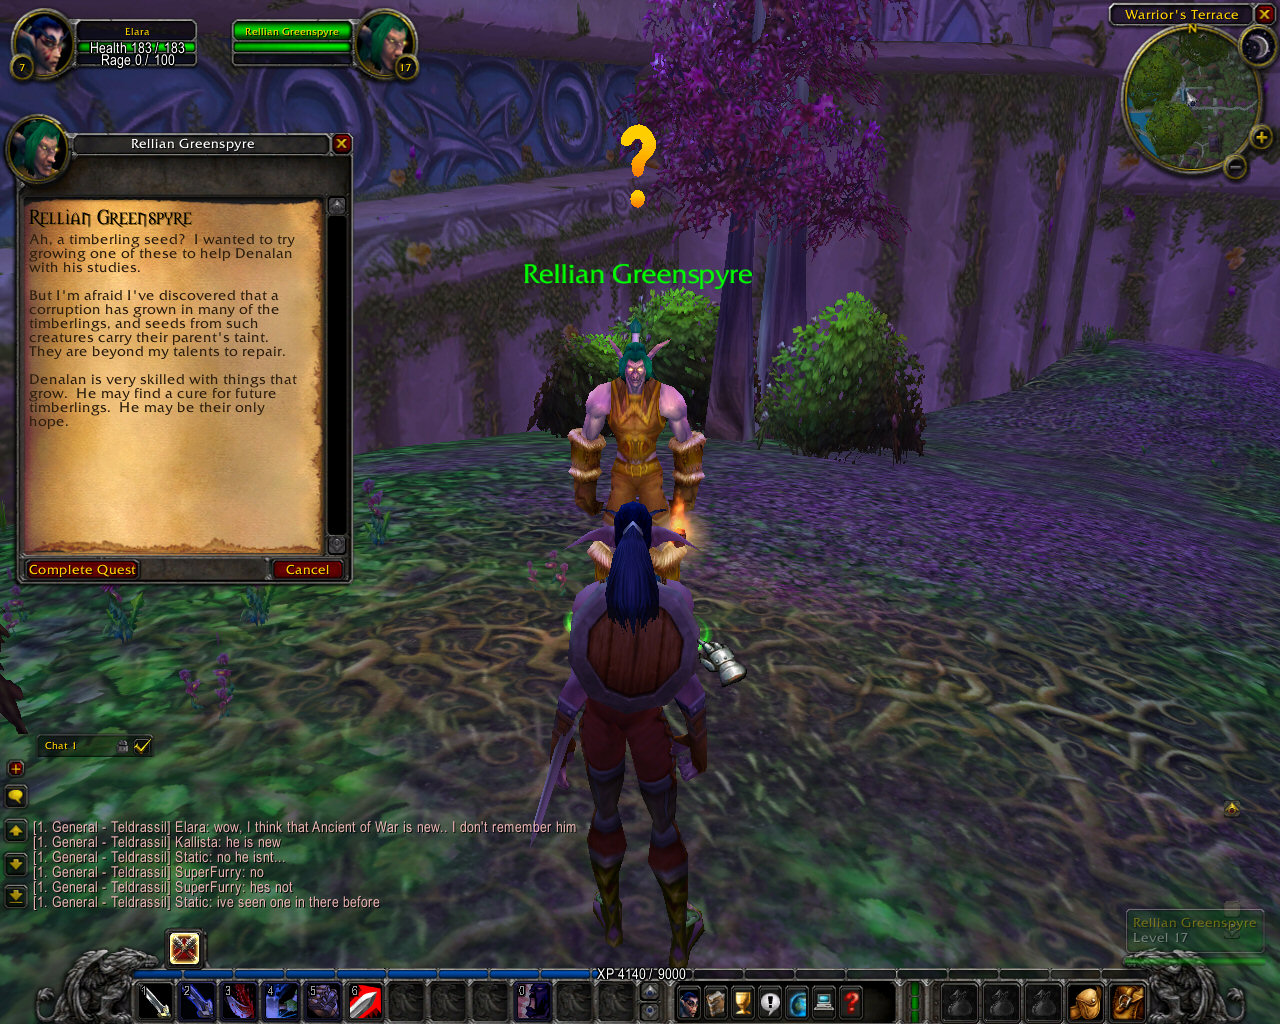 Elara
Health 183 / 183
Rage 0 / 100
7
Rellian Greenspyre
17
Warrior's Terrace
N
Rellian Greenspyre
Rellian Greenspyre
Ah, a timberling seed?  I wanted to try
growing one of these to help Denalan
with his studies.
But I'm afraid I've discovered that a
corruption has grown in many of the
timberlings, and seeds from such
creatures carry their parent's taint.
They are beyond my talents to repair.
Denalan is very skilled with things that
grow.  He may find a cure for future
timberlings.  He may be their only
hope.
Complete Quest
Cancel
?
Rellian Greenspyre
Chat 1
[1. General - Teldrassil] Elara: wow, I think that Ancient of War is new.. I don't remember him
[1. General - Teldrassil] Kallista: he is new
[1. General - Teldrassil] Static: no he isnt...
[1. General - Teldrassil] SuperFurry: no
[1. General - Teldrassil] SuperFurry: hes not
[1. General - Teldrassil] Static: ive seen one in there before
Rellian Greenspyre
Level 17
XP 4140 / 9000
1
2
3
4
5
6
0
!
?